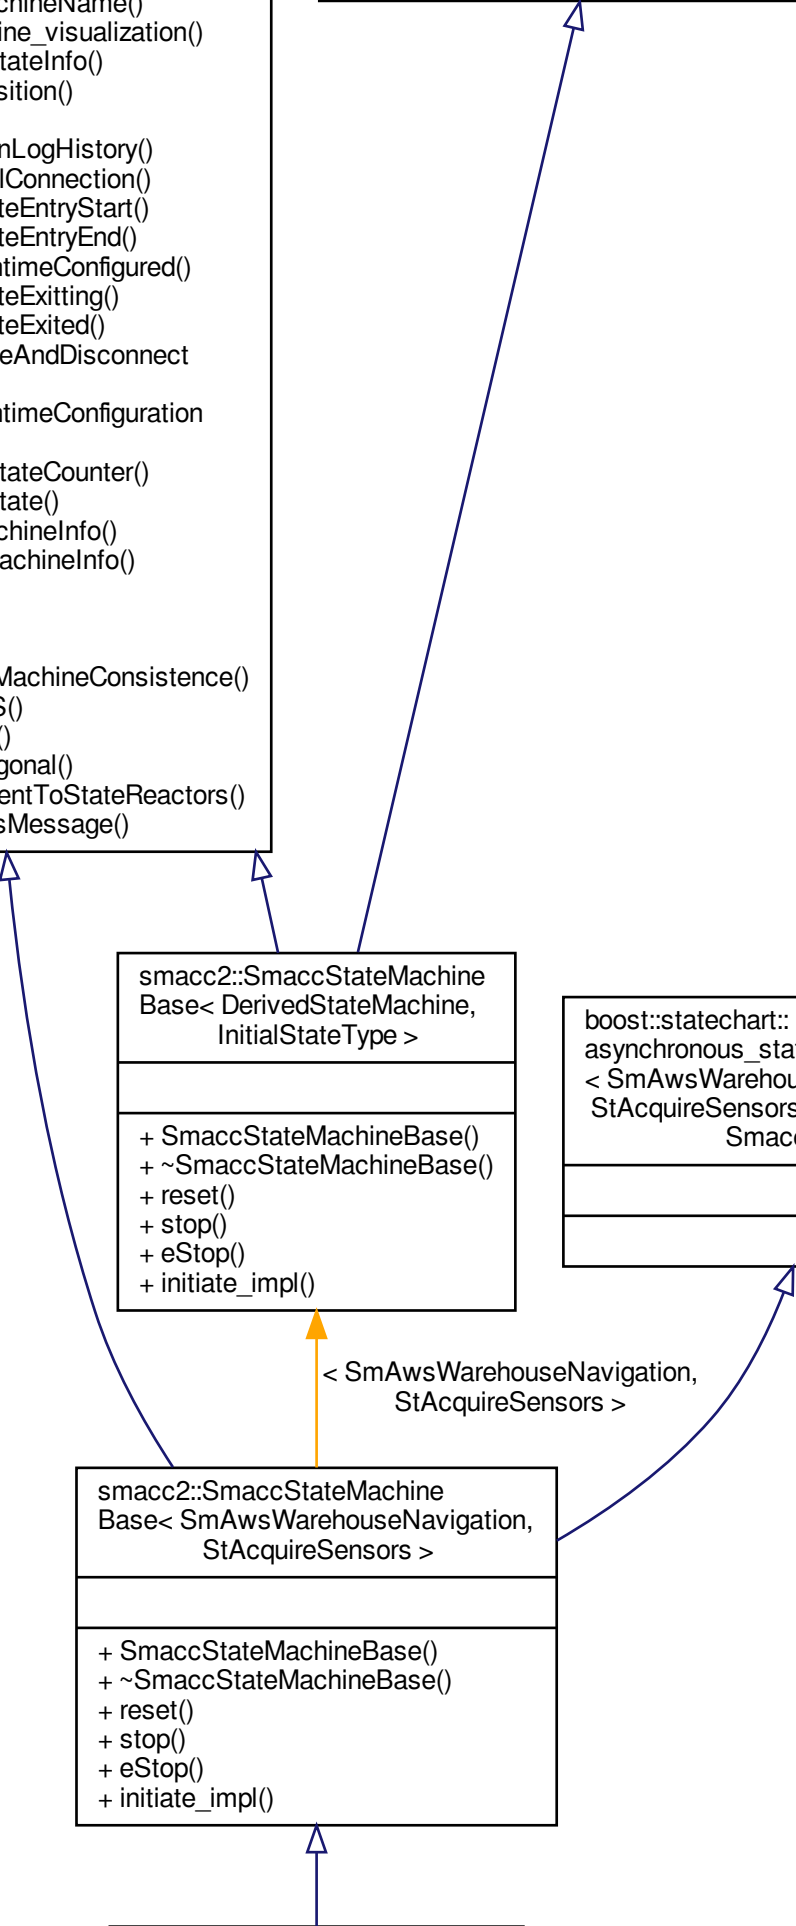 chineName()
ine_visualization()
tateInfo()
sition()
nLogHistory()
lConnection()
teEntryStart()
teEntryEnd()
ntimeConfigured()
teExitting()
teExited()
eAndDisconnect
ntimeConfiguration
tateCounter()
tate()
chineInfo()
achineInfo()
MachineConsistence()
S()
()
gonal()
entToStateReactors()
sMessage()
smacc2::SmaccStateMachine
Base< DerivedStateMachine,
InitialStateType >
+ SmaccStateMachineBase()
+ ~SmaccStateMachineBase()
+ reset()
+ stop()
+ eStop()
+ initiate_impl()
boost::statechart::
asynchronous_sta
< SmAwsWarehou
StAcquireSensors
Smacc
< SmAwsWarehouseNavigation,
StAcquireSensors >
smacc2::SmaccStateMachine
Base< SmAwsWarehouseNavigation,
StAcquireSensors >
+ SmaccStateMachineBase()
+ ~SmaccStateMachineBase()
+ reset()
+ stop()
+ eStop()
+ initiate_impl()